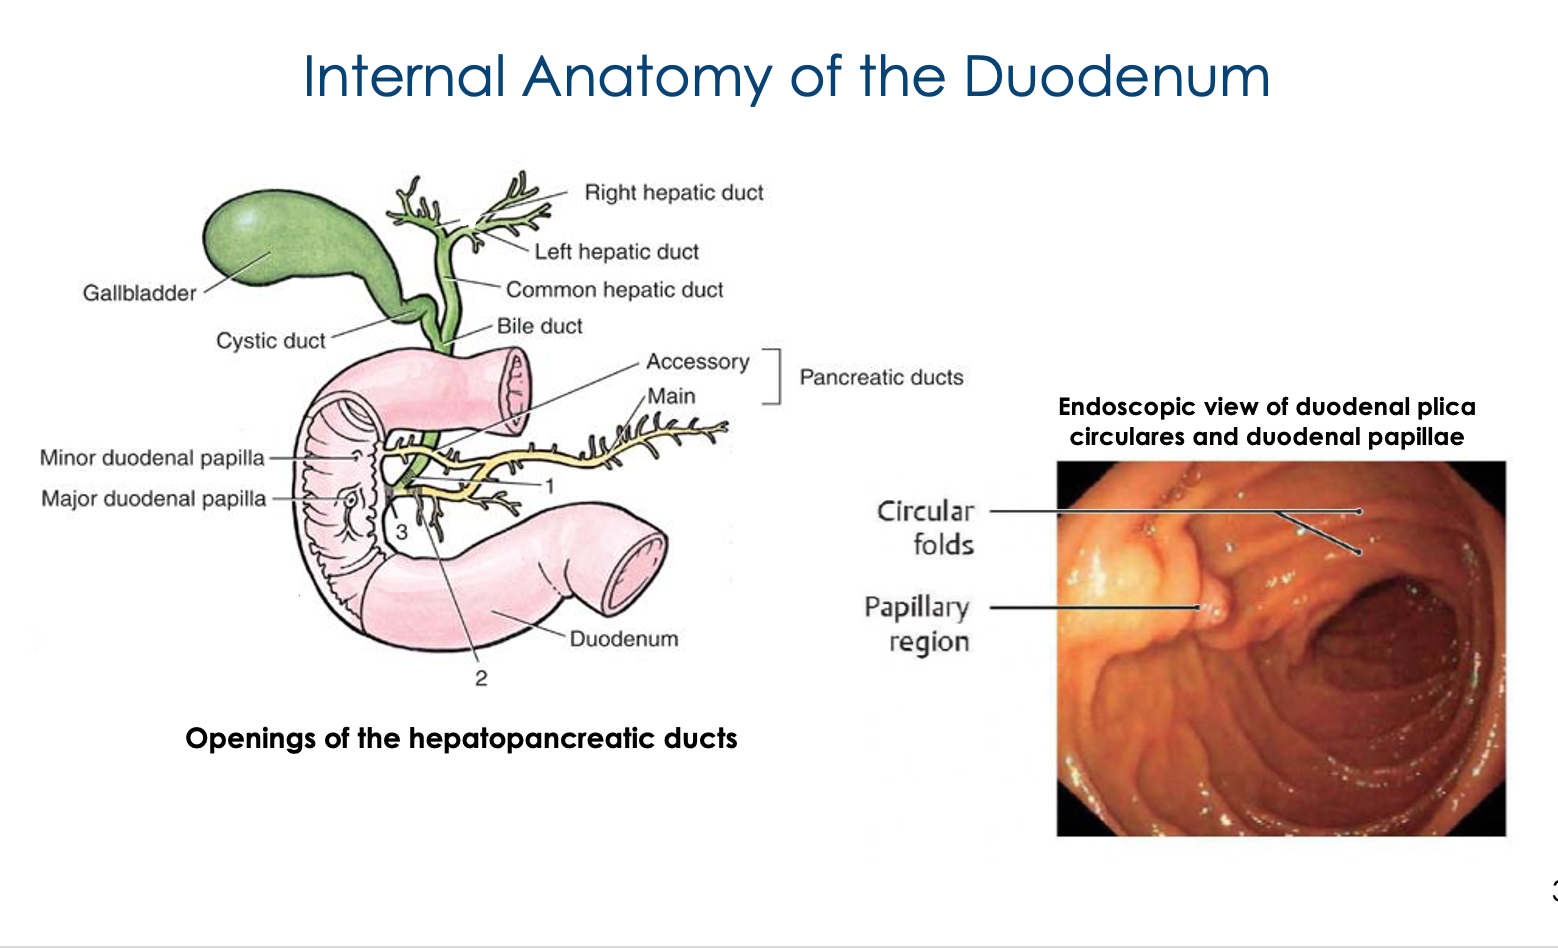 Internal Anatomy of the Duodenum
Right hepatic duct
Left hepatic duct
Common hepatic duct
Gallbladder
Bile duct
Cystic duct
Accessory
Main
Pancreatic ducts
Minor duodenal papilla
Major duodenal papilla
1
3
Duodenum
2
Openings of the hepatopancreatic ducts
Endoscopic view of duodenal plica
circulares and duodenal papillae
Circular
folds
Papillary
region